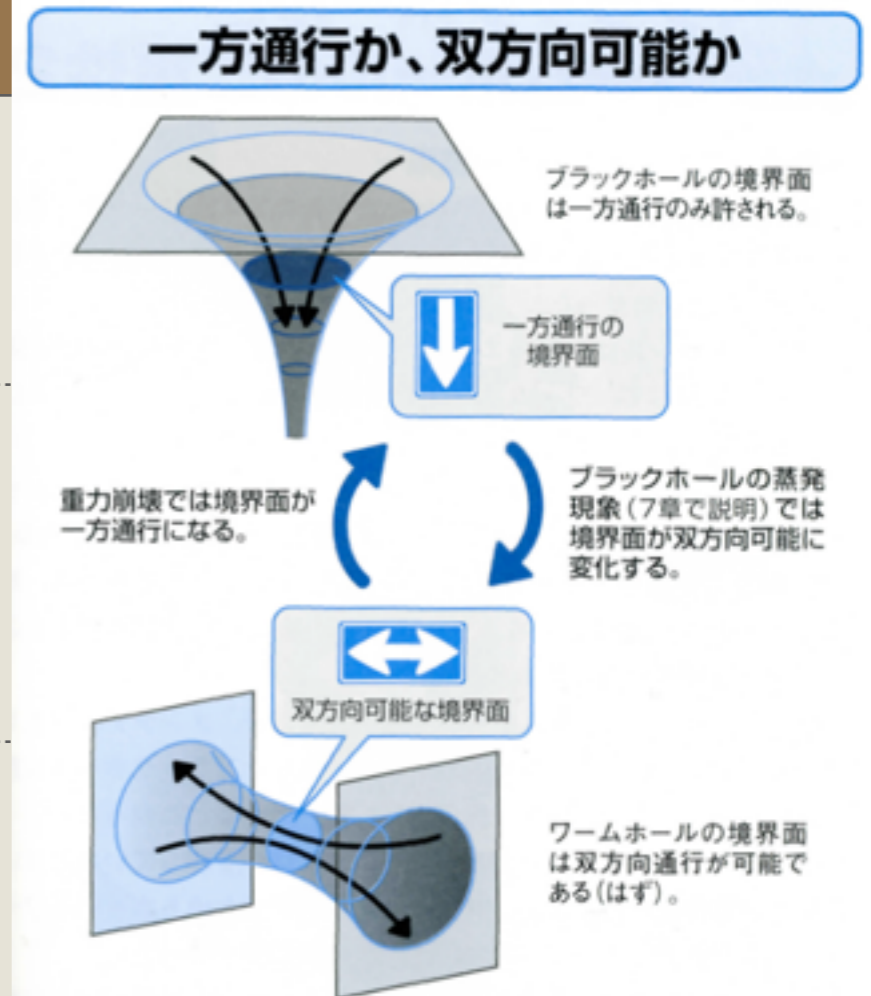 一方通行か、双方向可能か
ブラックホールの境界面
は一方通行のみ許される。
一方通行の
境界面
重力崩壊では境界面が
一方通行になる。
ブラックホールの蒸発
現象(7章で説明)では
境界面が双方向可能に
変化する。
双方向可能な境界面
ワームホールの境界面
は双方向通行が可能で
ある(はず)。